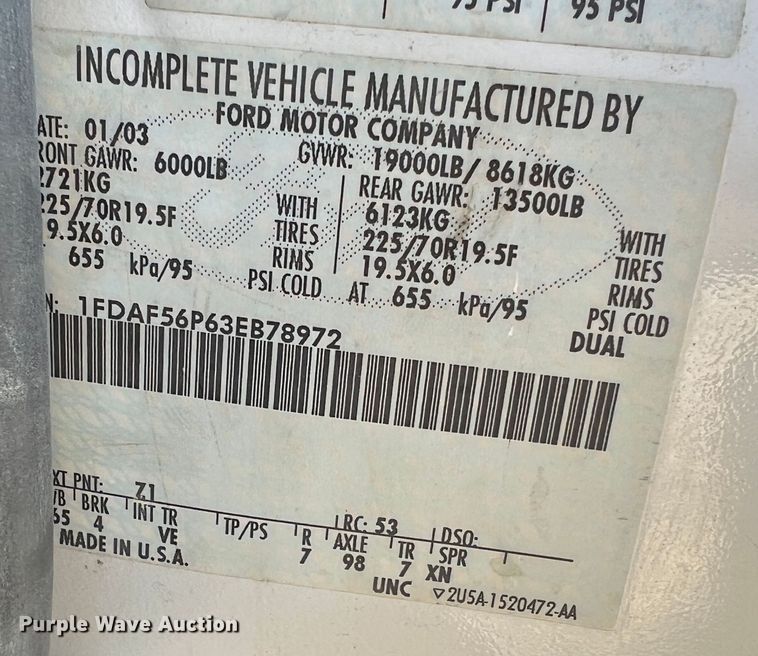 95 PSI
INCOMPLETE VEHICLE MANUFACTURED BY
FORD MOTOR COMPANY
ATE: 01/03
GVWR: 19000LB/ 8618KG
RONT GAWR: 6000LB
REAR GAWR: 13500LB
2721KG WITH
6123KG WITH
225/70R19.5F TIRES
225/70R19.5F TIRES
19.5X6.0 RIMS
19.5X6.0 RIMS
655 kPa/95 PSI COLD
AT 655 kPa/95 PSI COLD
DUAL
N: 1FDAF56P63EB78972
XT PNT: Z1
RC: 53 DSO:
WB BRK INT TR TP/PS R AXLE TR SPR
65 4 VE 7 98 7 XN
MADE IN U.S.A.
UNC ▽2U5A-1520472-AA
Purple Wave Auction